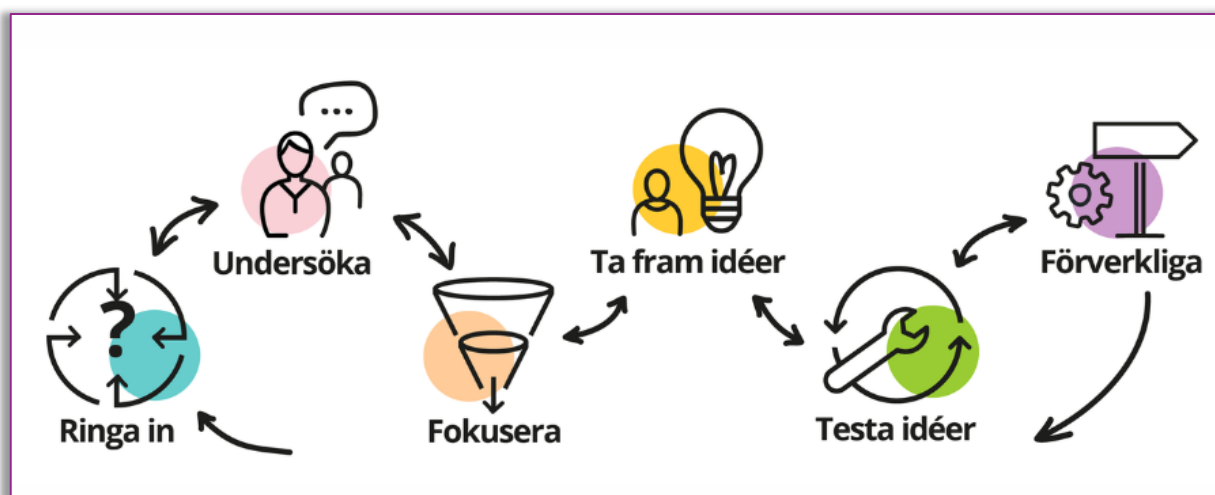 Ringa in
Undersöka
Fokusera
Ta fram idéer
Testa idéer
Förverkliga
?